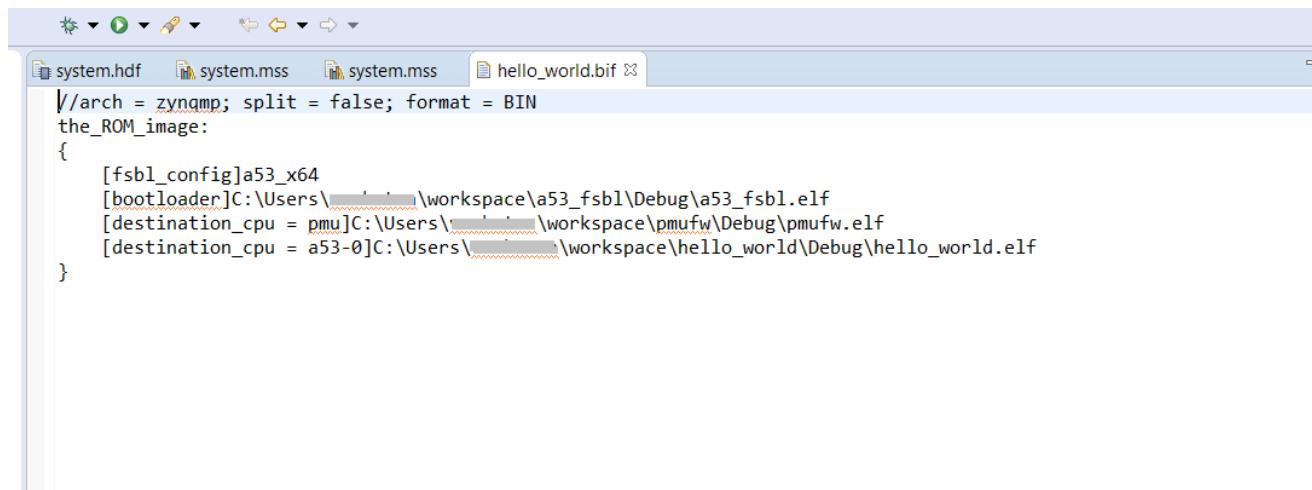 system.hdf system.mss system.mss hello_world.bif
//arch = zynqmp; split = false; format = BIN
the_ROM_image:
{
[fsbl_config]a53_x64
[bootloader]C:\Users\ \workspace\a53_fsbl\Debug\a53_fsbl.elf
[destination_cpu = pmu]C:\Users\ \workspace\pmufw\Debug\pmufw.elf
[destination_cpu = a53-0]C:\Users\ \workspace\hello_world\Debug\hello_world.elf
}